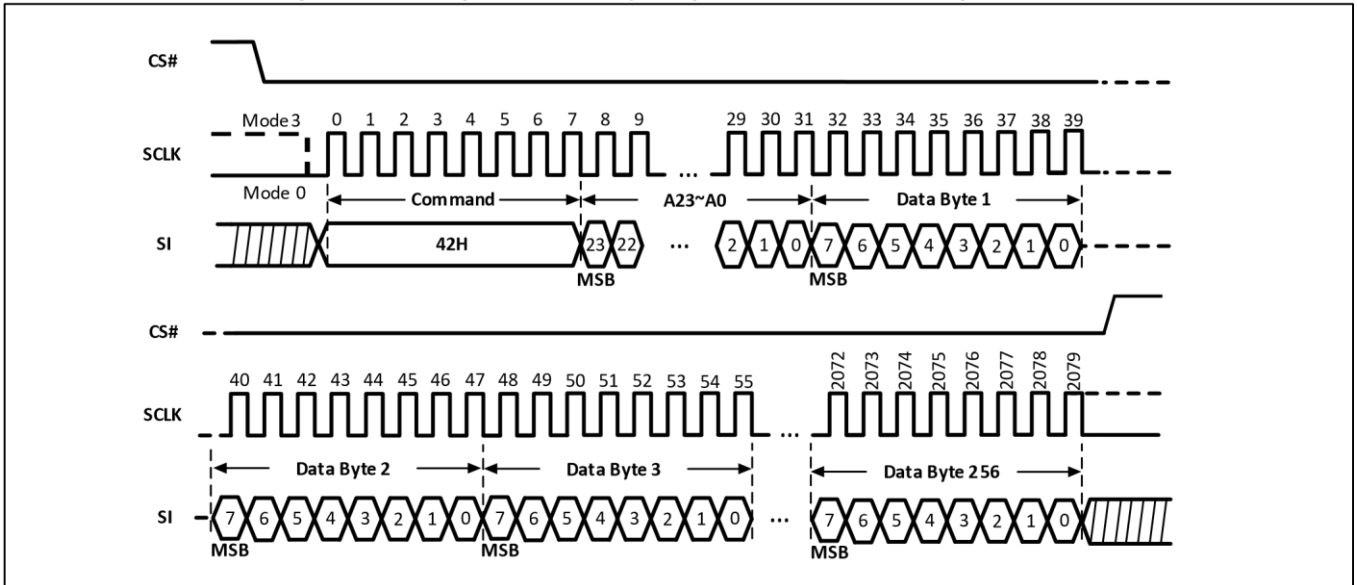 CS#
Mode 3 0 1 2 3 4 5 6 7 8 9 29 30 31 32 33 34 35 36 37 38 39
SCLK ...
Mode 0 Command A23~A0 Data Byte 1
SI 42H 23 22 ... 2 1 0 7 6 5 4 3 2 1 0
MSB MSB
CS#
40 41 42 43 44 45 46 47 48 49 50 51 52 53 54 55 2072 2073 2074 2075 2076 2077 2078 2079
SCLK ...
Data Byte 2 Data Byte 3 Data Byte 256
SI 7 6 5 4 3 2 1 0 7 6 5 4 3 2 1 0 ... 7 6 5 4 3 2 1 0
MSB MSB MSB